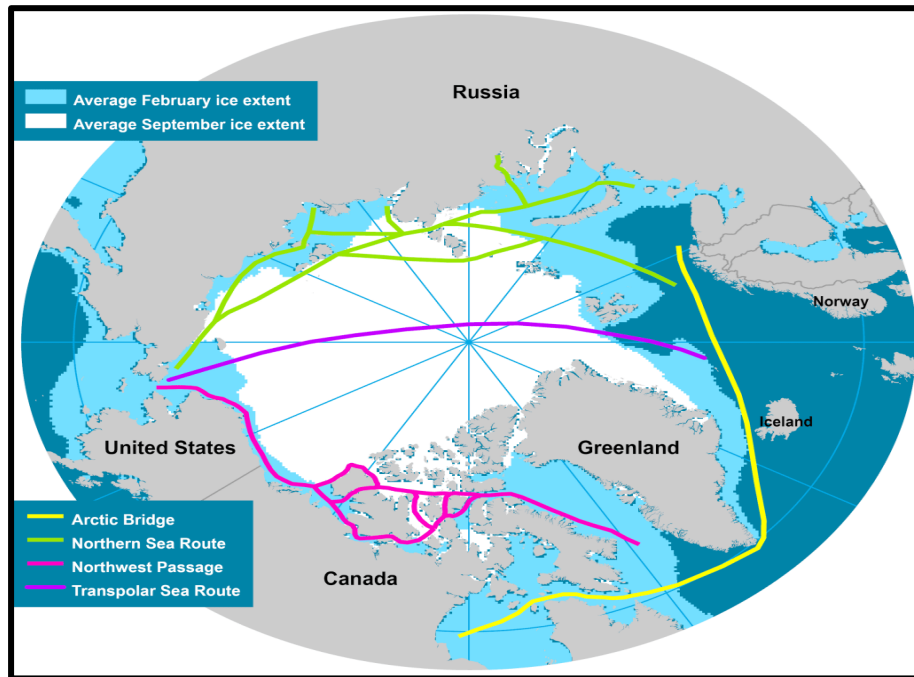 Russia
Average February ice extent
Average September ice extent
Norway
Iceland
United States
Greenland
Arctic Bridge
Northern Sea Route
Northwest Passage
Transpolar Sea Route
Canada